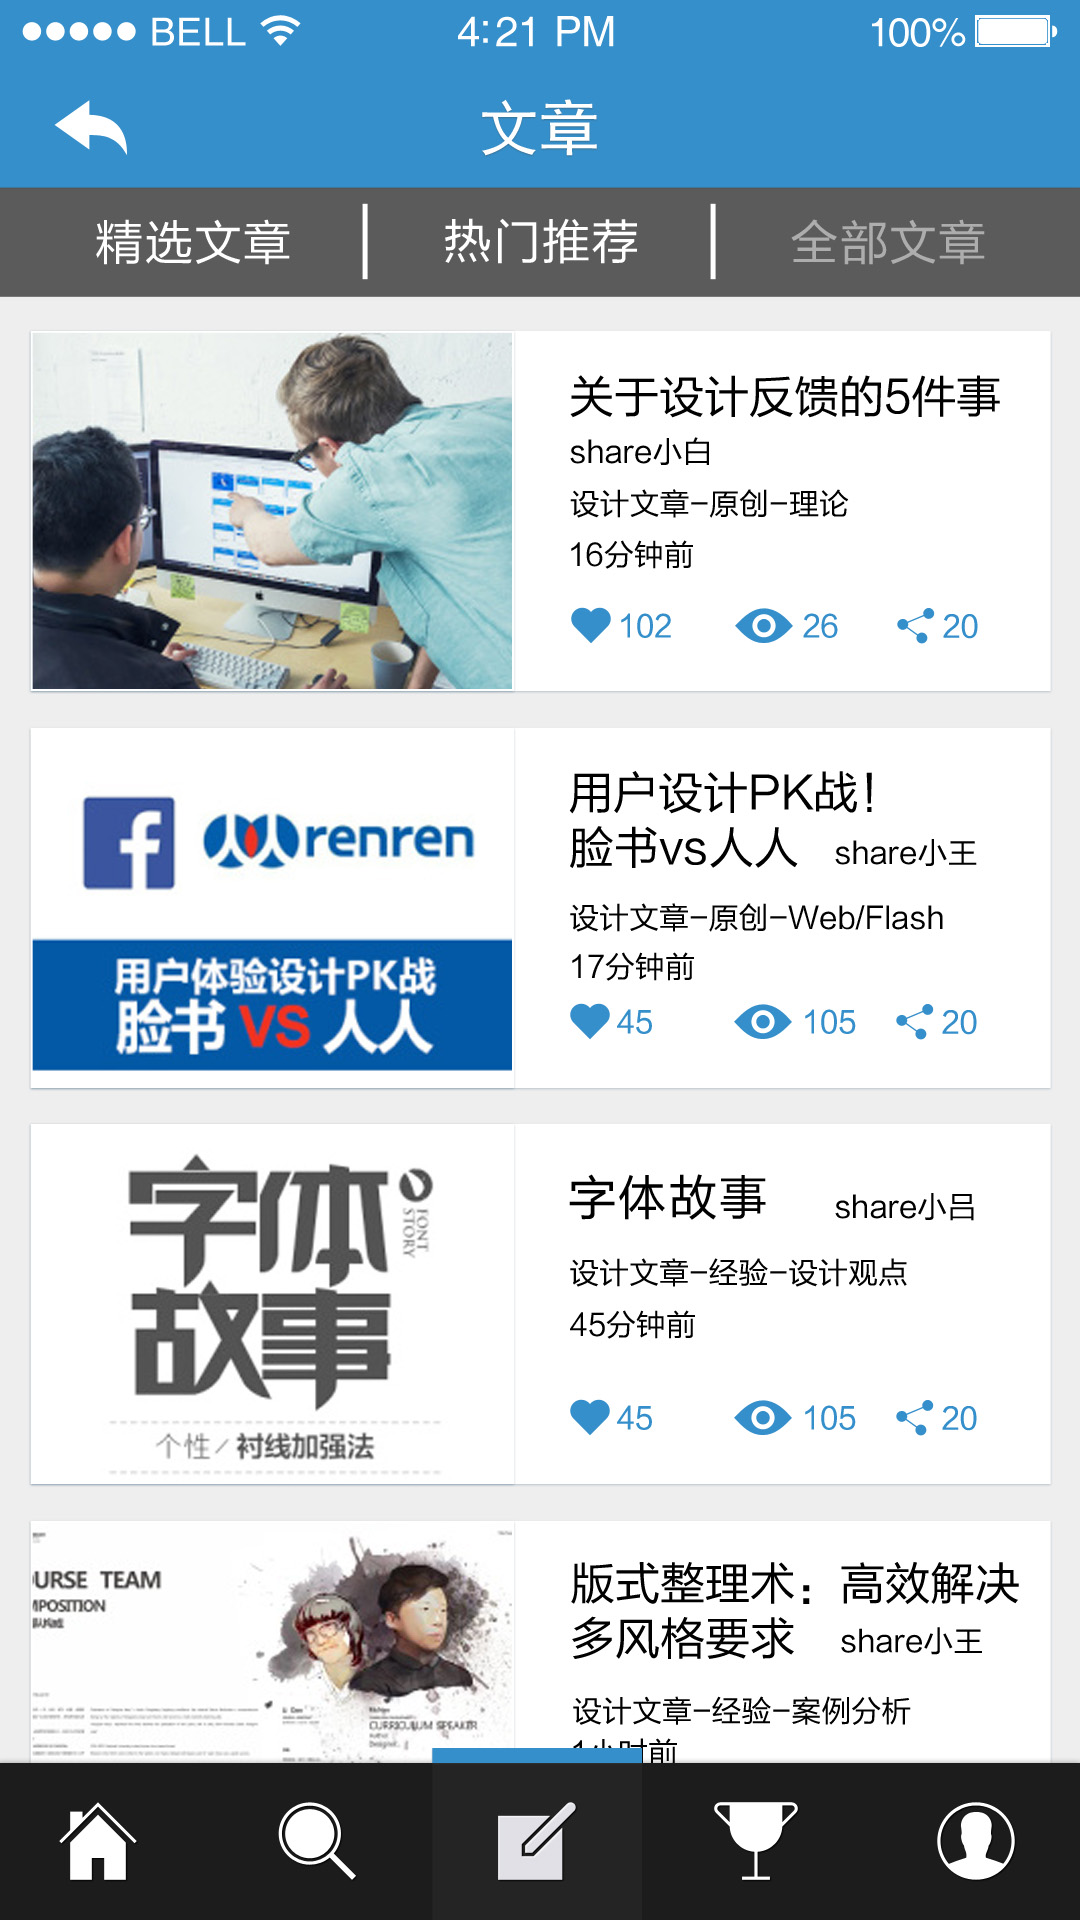 BELL 4:21 PM 100%
文章
精选文章 热门推荐 全部文章
关于设计反馈的5件事
share小白
设计文章-原创-理论
16分钟前
102 26 20
f renren
用户体验设计PK战
脸书 VS 人人
用户设计PK战！
脸书vs人人 share小王
设计文章-原创-Web/Flash
17分钟前
45 105 20
字体
故事
FONT
STORY
个性/衬线加强法
字体故事 share小吕
设计文章-经验-设计观点
45分钟前
45 105 20
URSE TEAM
MPOSITION
CURRICULUM SPEAKER
版式整理术：高效解决
多风格要求 share小王
设计文章-经验-案例分析
1小时前